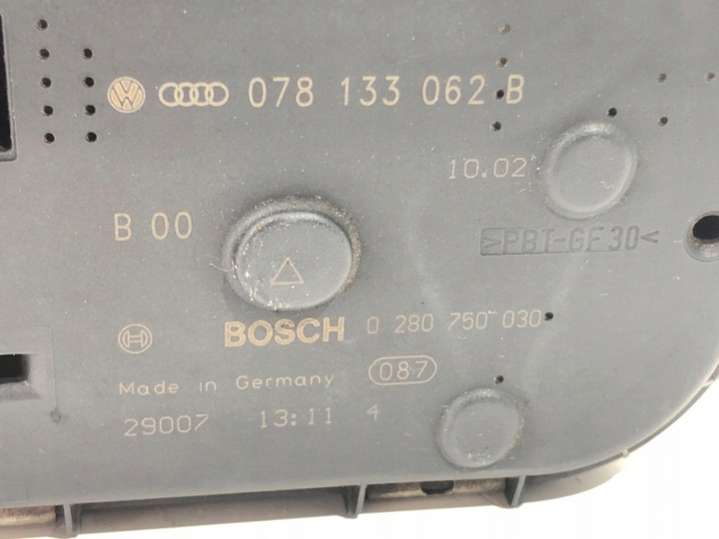 078 133 062 B
10.02
B 00
>PBT-GF30<
BOSCH 0 280 750 030
Made in Germany 087
29007 13:11 4